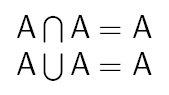 A ⋂ A = A
A ⋃ A = A